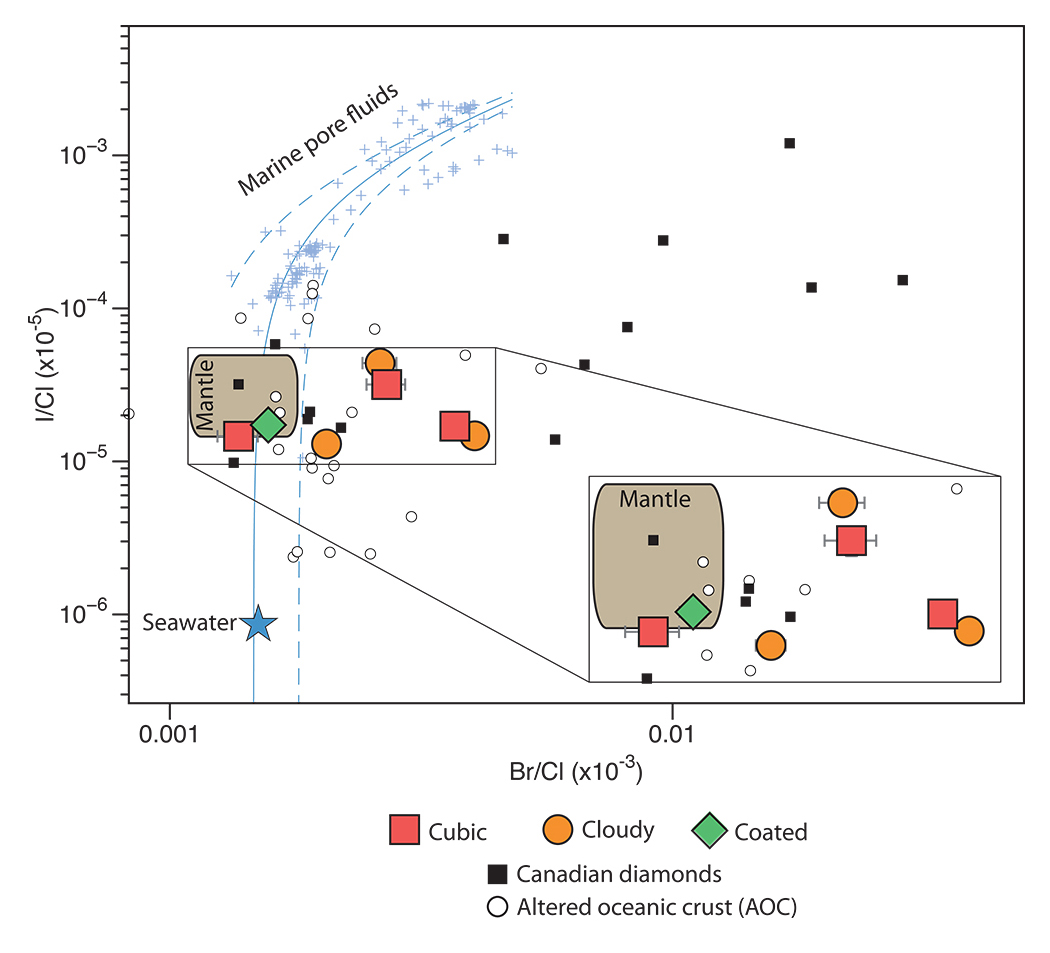 Marine pore fluids
10⁻³
10⁻⁴
I/Cl (x10⁻⁵)
Mantle
10⁻⁵
Mantle
10⁻⁶
Seawater
0.001
0.01
Br/Cl (x10⁻³)
Cubic
Cloudy
Coated
Canadian diamonds
Altered oceanic crust (AOC)